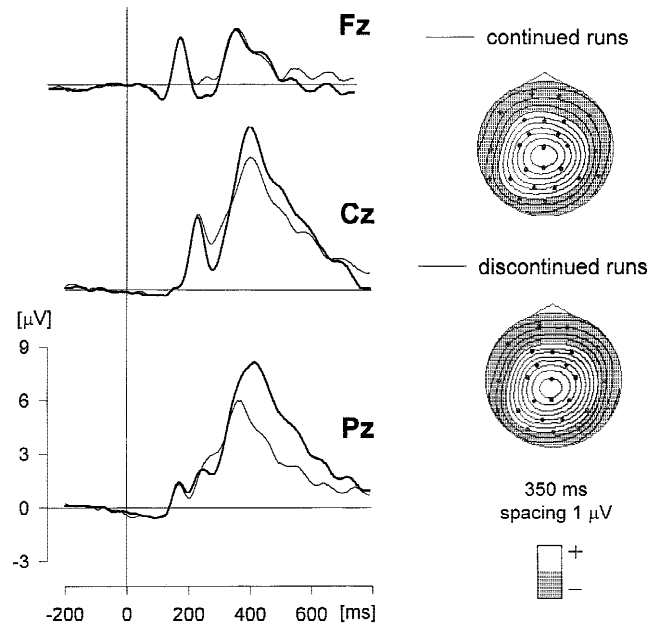 Fz
continued runs
Cz
discontinued runs
[μV]
9
6
3
0
-3
Pz
350 ms
spacing 1 μV
+
−
-200 0 200 400 600 [ms]